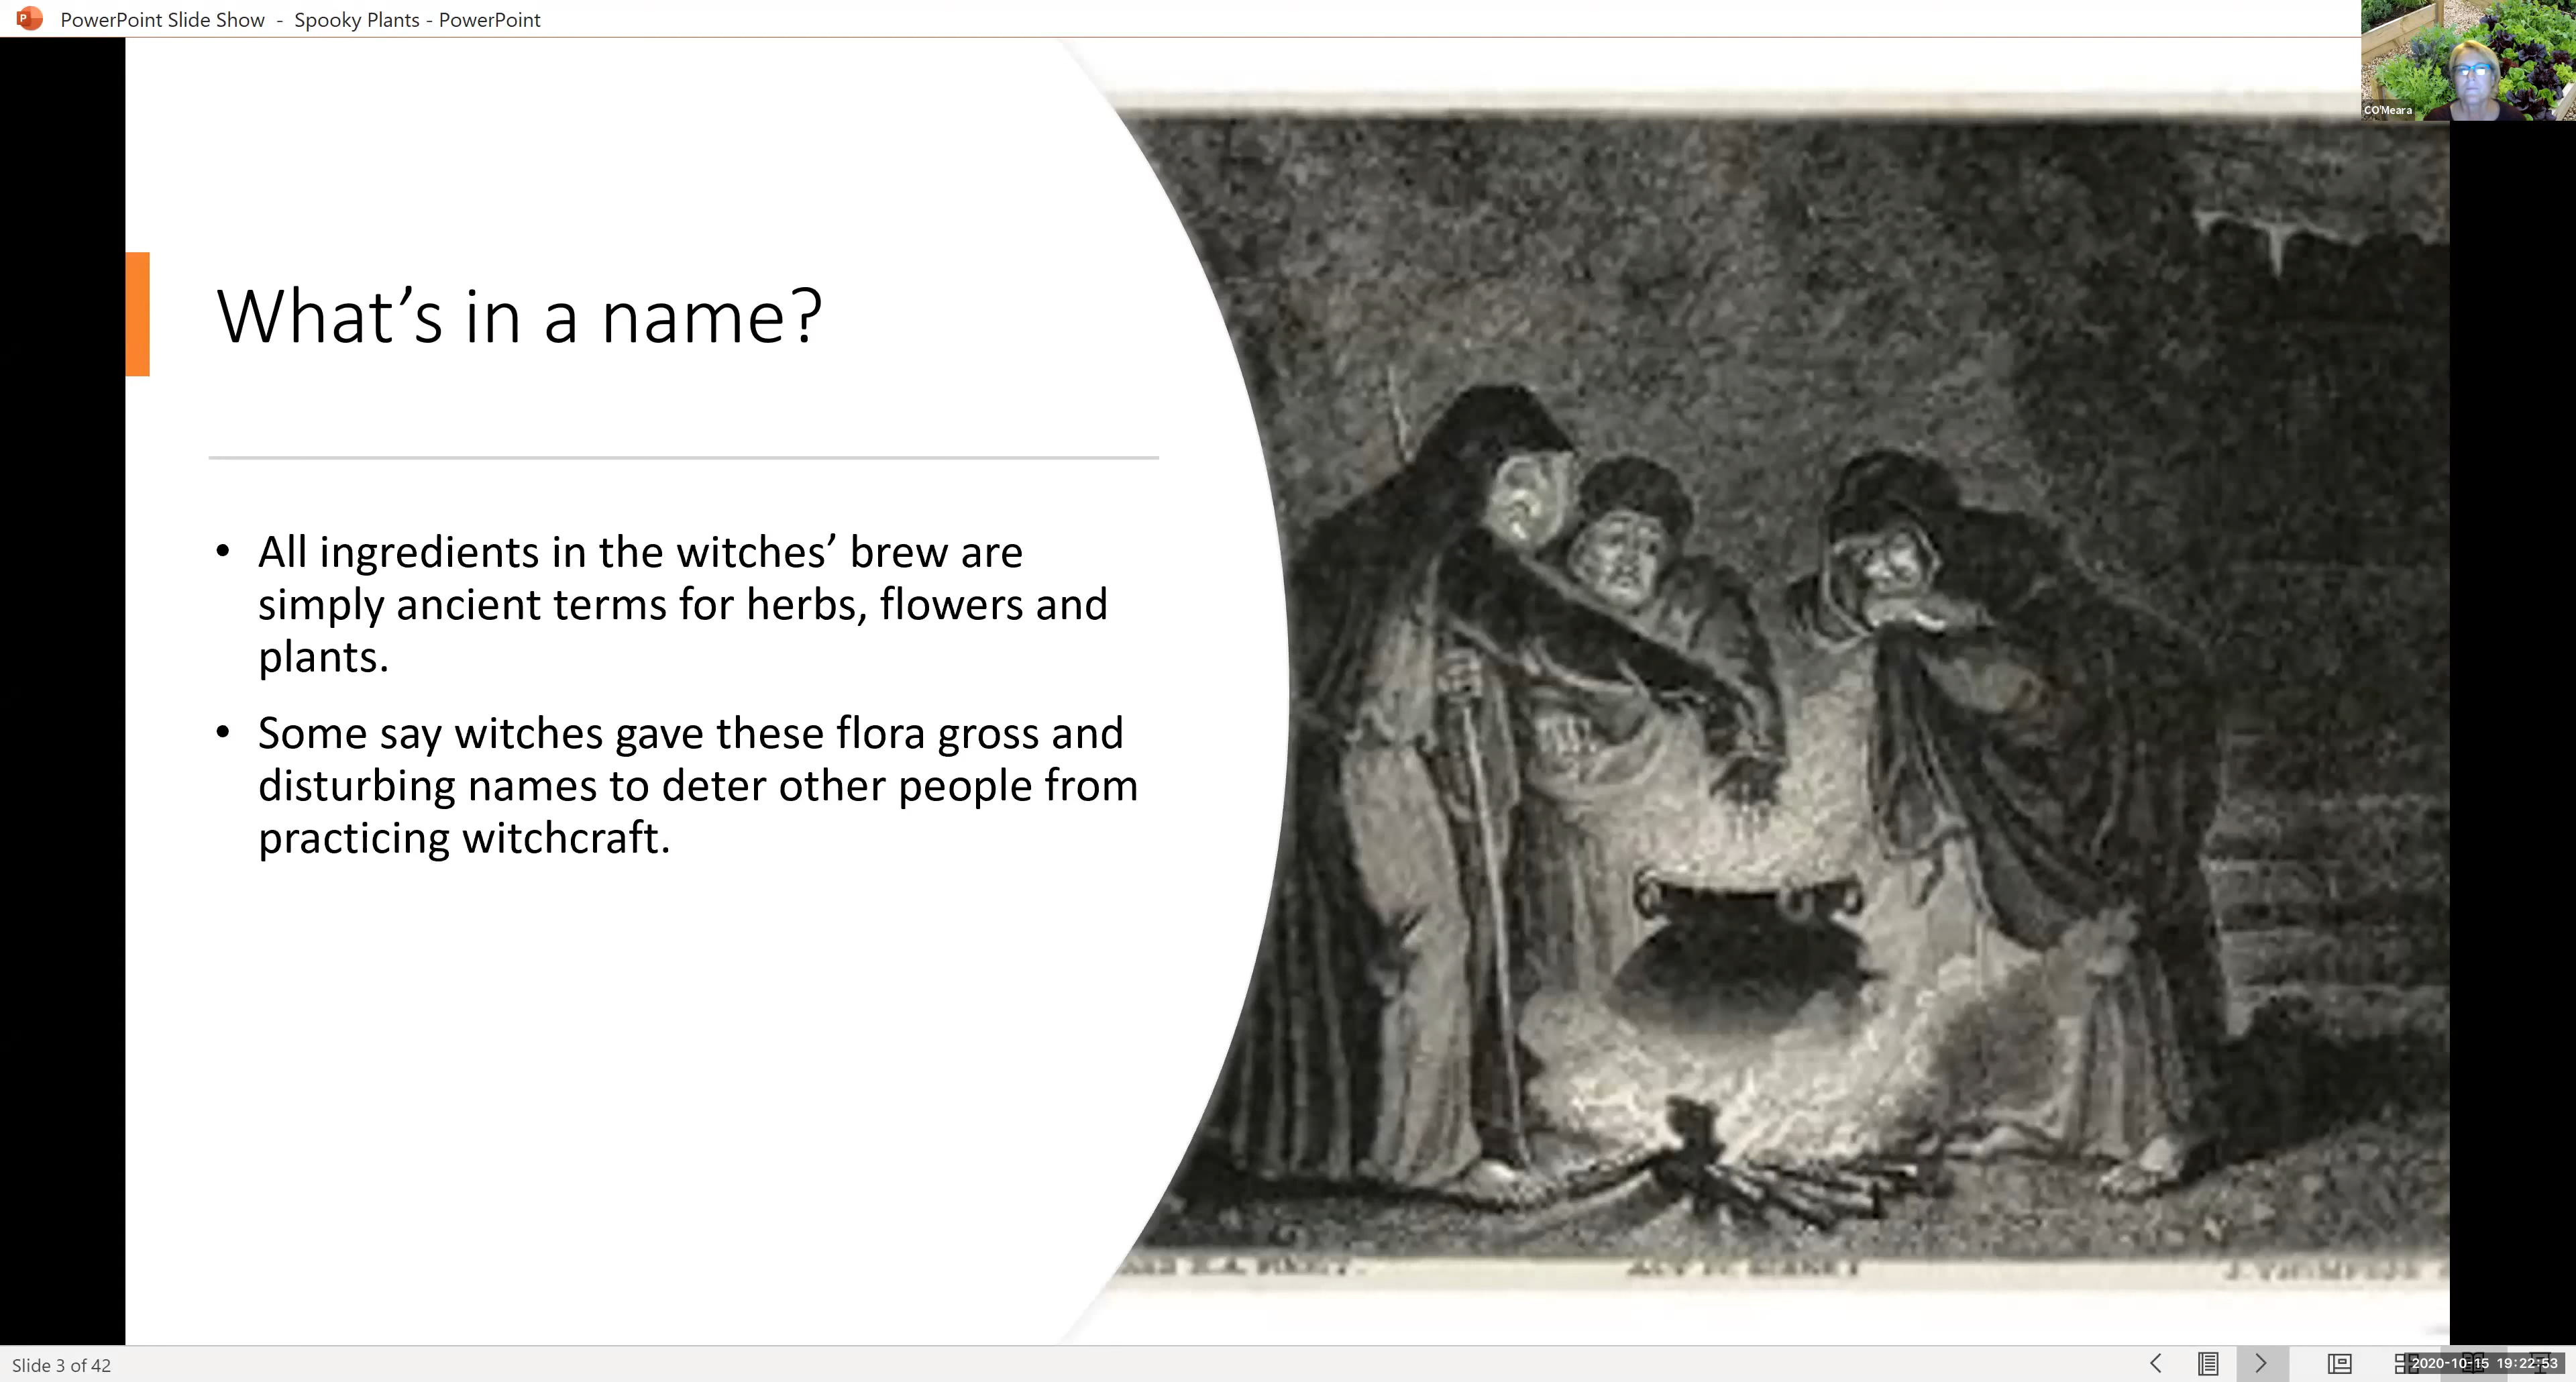 PowerPoint Slide Show - Spooky Plants - PowerPoint
CO'Meara
What's in a name?
• All ingredients in the witches' brew are
simply ancient terms for herbs, flowers and
plants.
• Some say witches gave these flora gross and
disturbing names to deter other people from
practicing witchcraft.
Slide 3 of 42
2020-10-15 19:22:53